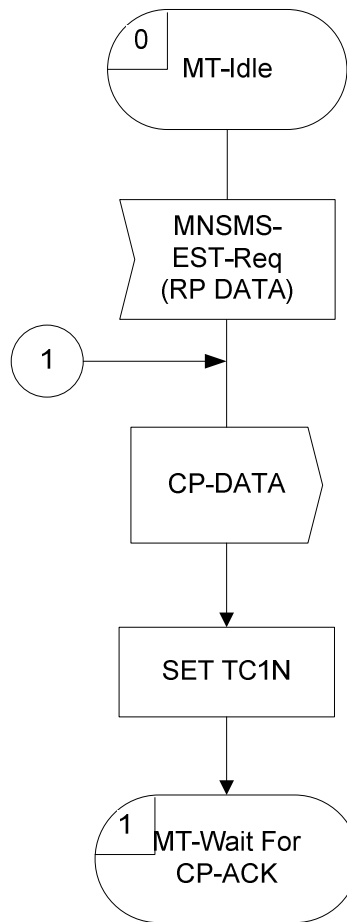 0
MT-Idle
MNSMS-
EST-Req
(RP DATA)
1
CP-DATA
SET TC1N
1
MT-Wait For
CP-ACK